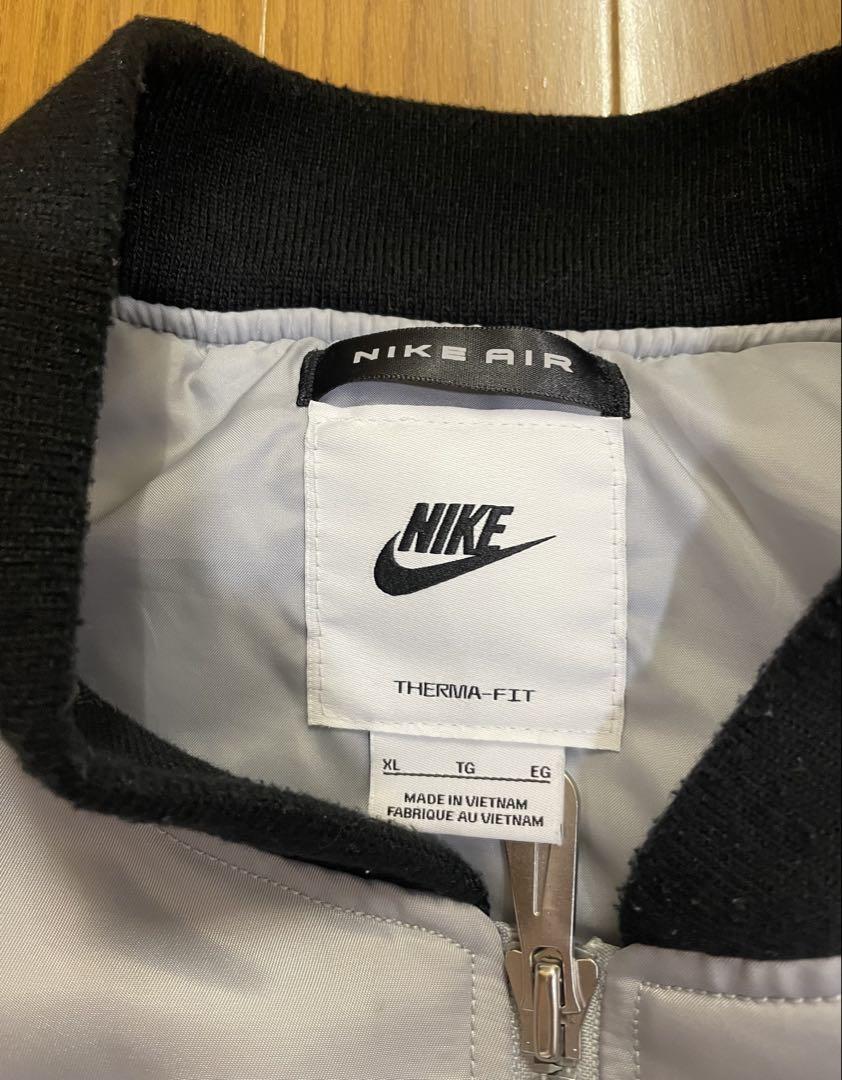 NIKE AIR
NIKE
THERMA-FIT
XL TG EG
MADE IN VIETNAM
FABRIQUE AU VIETNAM